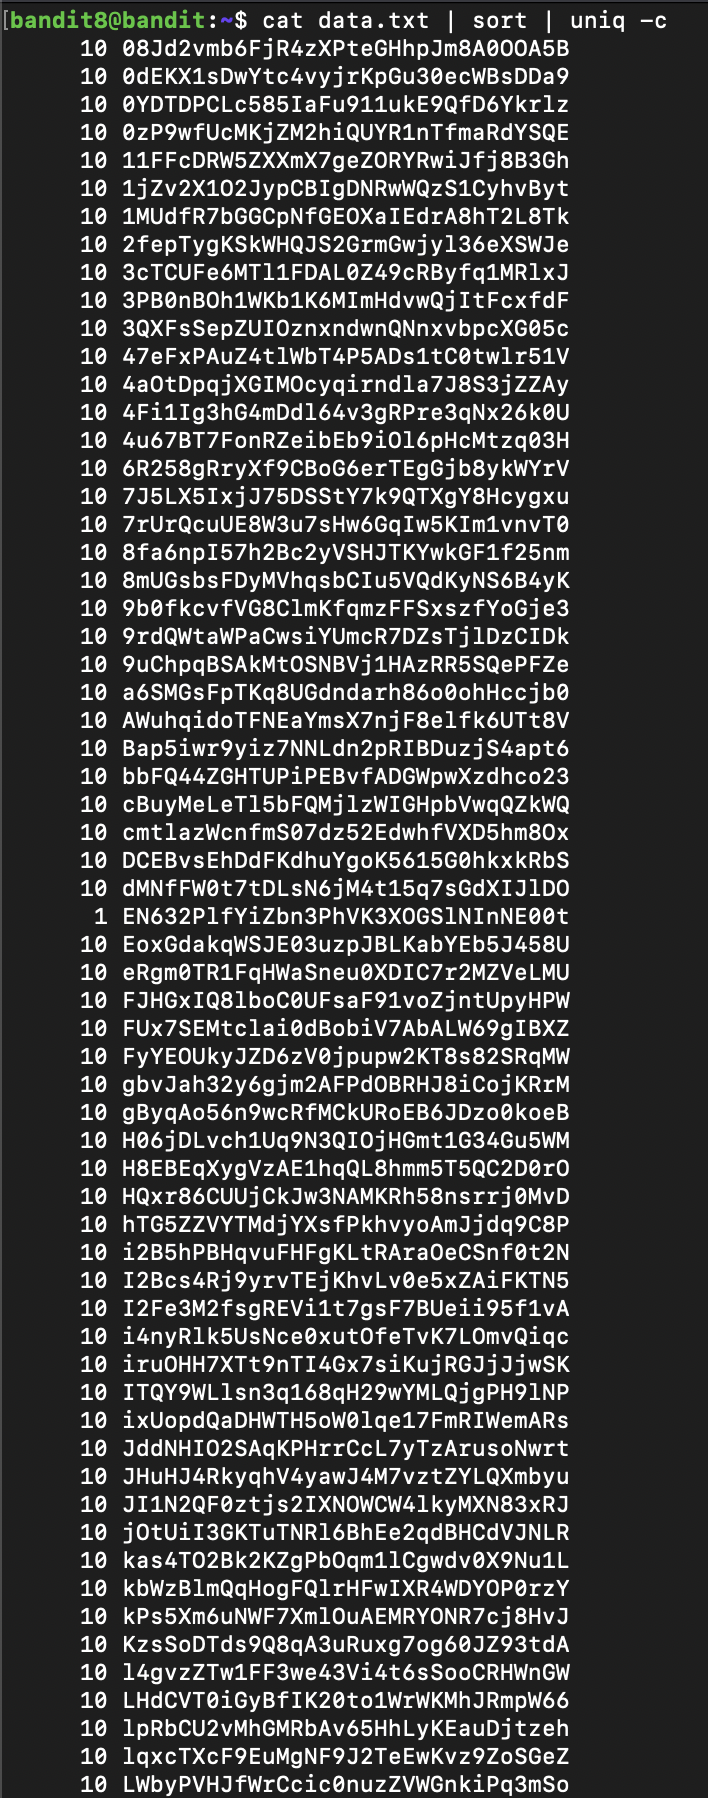 [bandit8@bandit:~$ cat data.txt | sort | uniq -c
10 08Jd2vmb6FjR4zXPteGHhpJm8A0OOA5B
10 0dEKX1sDwYtc4vyjrKpGu30ecWBsDDa9
10 0YDTDPCLc585IaFu911ukE9QfD6Ykrlz
10 0zP9wfUcMKjZM2hiQUYR1nTfmaRdYSQE
10 11FFcDRW5ZXXmX7geZORYRwiJfj8B3Gh
10 1jZv2X1O2JypCBIgDNRwWQzS1CyhvByt
10 1MUdfR7bGGCpNfGEOXaIEdrA8hT2L8Tk
10 2fepTygKSkWHQJS2GrmGwjyl36eXSWJe
10 3cTCUFe6MTl1FDAL0Z49cRByfq1MRlxJ
10 3PB0nBOh1WKb1K6MImHdvwQjItFcxfdF
10 3QXFsSepZUIOznxndwnQNnxvbpcXG05c
10 47eFxPAuZ4tlWbT4P5ADs1tC0twlr51V
10 4aOtDpqjXGIMOcyqirndla7J8S3jZZAy
10 4Fi1Ig3hG4mDdl64v3gRPre3qNx26k0U
10 4u67BT7FonRZeibEb9iOl6pHcMtzq03H
10 6R258gRryXf9CBoG6erTEgGjb8ykWYrV
10 7J5LX5IxjJ75DSStY7k9QTXgY8Hcygxu
10 7rUrQcuUE8W3u7sHw6GqIw5KIm1vnvT0
10 8fa6npI57h2Bc2yVSHJTKYwkGF1f25nm
10 8mUGsbsFDyMVhqsbCIu5VQdKyNS6B4yK
10 9b0fkcvfVG8ClmKfqmzFFSxszfYoGje3
10 9rdQWtaWPaCwsiYUmcR7DZsTjlDzCIDk
10 9uChpqBSAkMtOSNBVj1HAzRR5SQePFZe
10 a6SMGsFpTKq8UGdndarh86o0ohHccjb0
10 AWuhqidoTFNEaYmsX7njF8elfk6UTt8V
10 Bap5iwr9yiz7NNLdn2pRIBDuzjS4apt6
10 bbFQ44ZGHTUPiPEBvfADGWpwXzdhco23
10 cBuyMeLeTl5bFQMjlzWIGHpbVwqQZkWQ
10 cmtlazWcnfmS07dz52EdwhfVXD5hm8Ox
10 DCEBvsEhDdFKdhuYgoK5615G0hkxkRbS
10 dMNfFW0t7tDLsN6jM4t15q7sGdXIJlDO
1 EN632PlfYiZbn3PhVK3XOGSlNInNE00t
10 EoxGdakqWSJE03uzpJBLKabYEb5J458U
10 eRgm0TR1FqHWaSneu0XDIC7r2MZVeLMU
10 FJHGxIQ8lboC0UFsaF91voZjntUpyHPW
10 FUx7SEMtclai0dBobiV7AbALW69gIBXZ
10 FyYEOUkyJZD6zV0jpupw2KT8s82SRqMW
10 gbvJah32y6gjm2AFPdOBRHJ8iCojKRrM
10 gByqAo56n9wcRfMCkURoEB6JDzo0koeB
10 H06jDLvch1Uq9N3QIOjHGmt1G34Gu5WM
10 H8EBEqXygVzAE1hqQL8hmm5T5QC2D0rO
10 HQxr86CUUjCkJw3NAMKRh58nsrrj0MvD
10 hTG5ZZVYTMdjYXsfPkhvyoAmJjdq9C8P
10 i2B5hPBHqvuFHFgKLtRAraOeCSnf0t2N
10 I2Bcs4Rj9yrvTEjKhvLv0e5xZAiFKTN5
10 I2Fe3M2fsgREVi1t7gsF7BUeii95f1vA
10 i4nyRlk5UsNce0xutOfeTvK7LOmvQiqc
10 iruOHH7XTt9nTI4Gx7siKujRGJjJjwSK
10 ITQY9WLlsn3q168qH29wYMLQjgPH9lNP
10 ixUopdQaDHWTH5oW0lqe17FmRIWemARs
10 JddNHIO2SAqKPHrrCcL7yTzArusoNwrt
10 JHuHJ4RkyqhV4yawJ4M7vztZYLQXmbyu
10 JI1N2QF0ztjs2IXNOWCW4lkyMXN83xRJ
10 jOtUiI3GKTuTNRl6BhEe2qdBHCdVJNLR
10 kas4TO2Bk2KZgPbOqm1lCgwdv0X9Nu1L
10 kbWzBlmQqHogFQlrHFwIXR4WDYOP0rzY
10 kPs5Xm6uNWF7XmlOuAEMRYONR7cj8HvJ
10 KzsSoDTds9Q8qA3uRuxg7og60JZ93tdA
10 l4gvzZTw1FF3we43Vi4t6sSooCRHWnGW
10 LHdCVT0iGyBfIK20to1WrWKMhJRmpW66
10 lpRbCU2vMhGMRbAv65HhLyKEauDjtzeh
10 lqxcTXcF9EuMgNF9J2TeEwKvz9ZoSGeZ
10 LWbyPVHJfWrCcic0nuzZVWGnkiPq3mSo